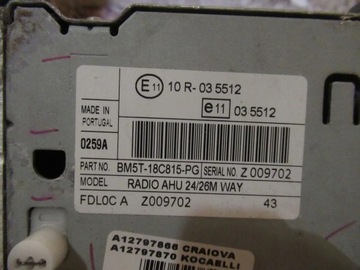 E11 10 R- 03 5512
e11 03 5512
MADE IN
PORTUGAL
0259A
PART NO. BM5T-18C815-PG SERIAL NO. Z 009702
MODEL RADIO AHU 24/26M WAY
FDL0C A Z009702 43
A12797866 CRAIOVA
A12797870 KOCAELLI